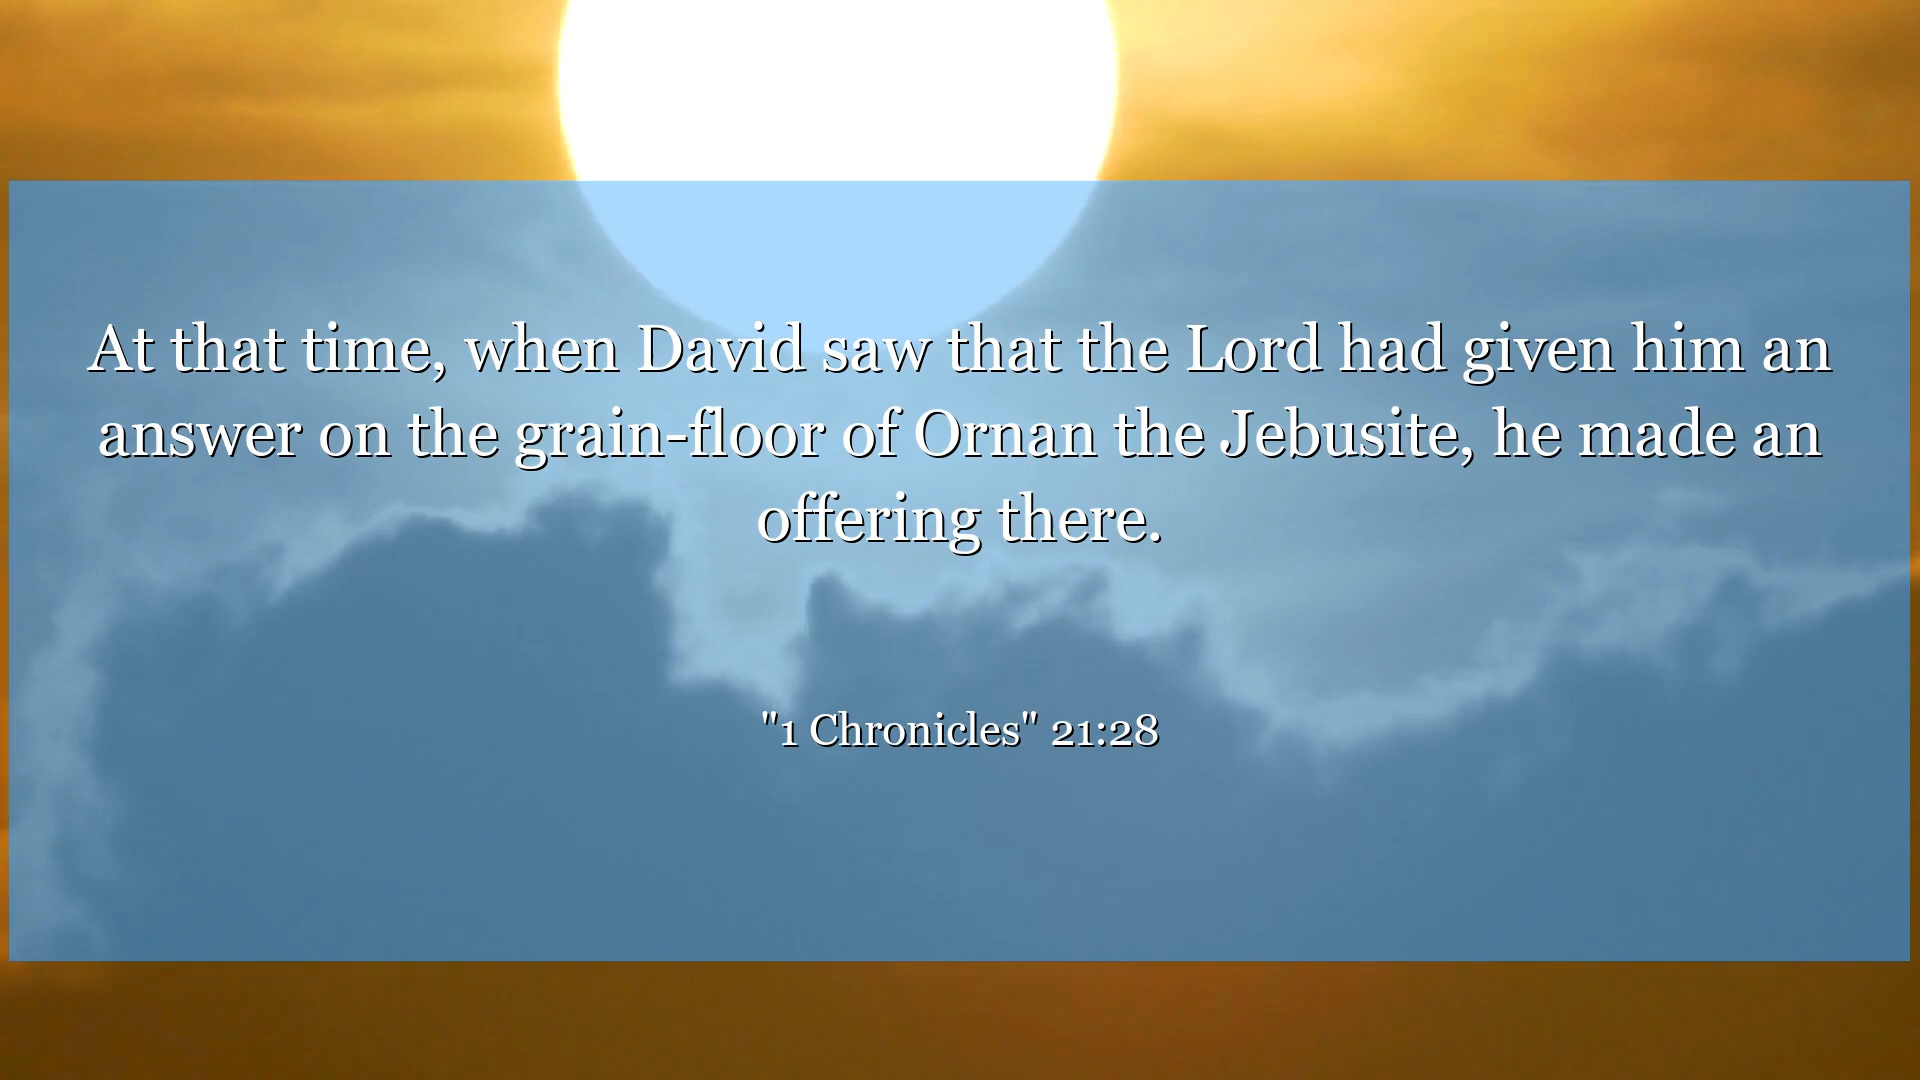 At that time, when David saw that the Lord had given him an
answer on the grain-floor of Ornan the Jebusite, he made an
offering there.
"1 Chronicles" 21:28